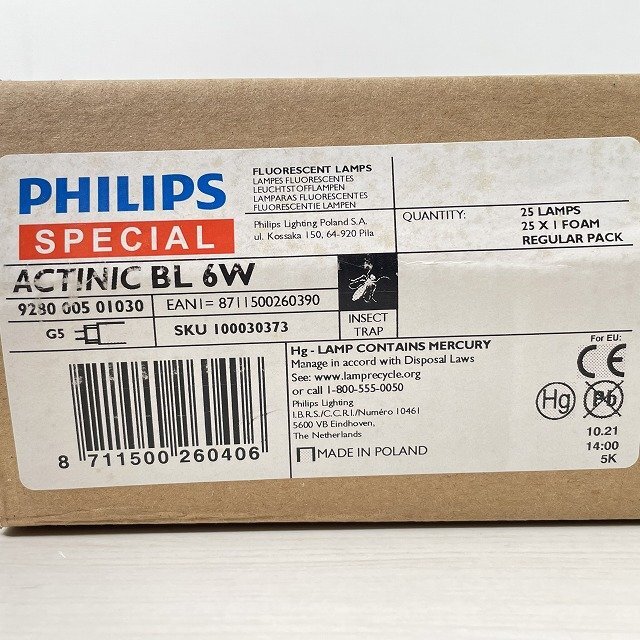 PHILIPS
SPECIAL
FLUORESCENT LAMPS
LAMPES FLUORESCENTES
LEUCHTSTOFFLAMPEN
LAMPARAS FLUORESCENTES
FLUORESCENTIE LAMPEN
Philips Lighting Poland S.A.
ul. Kossaka 150, 64-920 Pila
QUANTITY:
25 LAMPS
25 X 1 FOAM
REGULAR PACK
ACTINIC BL 6W
9280 005 01030
EAN1= 8711500260390
G5
SKU 100030373
INSECT
TRAP
Hg - LAMP CONTAINS MERCURY
Manage in accord with Disposal Laws
See: www.lamprecycle.org
or call 1-800-555-0050
Philips Lighting
I.B.R.S./C.C.R.I./Numéro 10461
5600 VB Eindhoven,
The Netherlands
MADE IN POLAND
For EU:
CE
Hg
Pb
10.21
14:00
5K
8 711500 260406